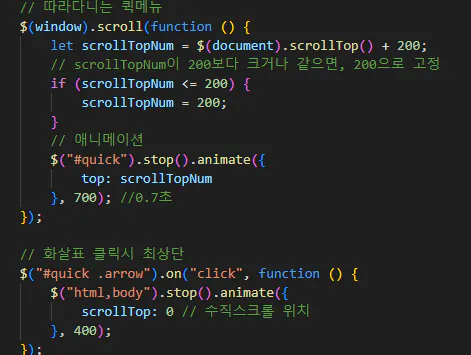 // 따라다니는 퀵메뉴
$(window).scroll(function () {
let scrollTopNum = $(document).scrollTop() + 200;
// scrollTopNum이 200보다 크거나 같으면, 200으로 고정
if (scrollTopNum <= 200) {
scrollTopNum = 200;
}
// 애니메이션
$("#quick").stop().animate({
top: scrollTopNum
}, 700); //0.7초
});
// 화살표 클릭시 최상단
$("#quick .arrow").on("click", function () {
$("html,body").stop().animate({
scrollTop: 0 // 수직스크롤 위치
}, 400);
});